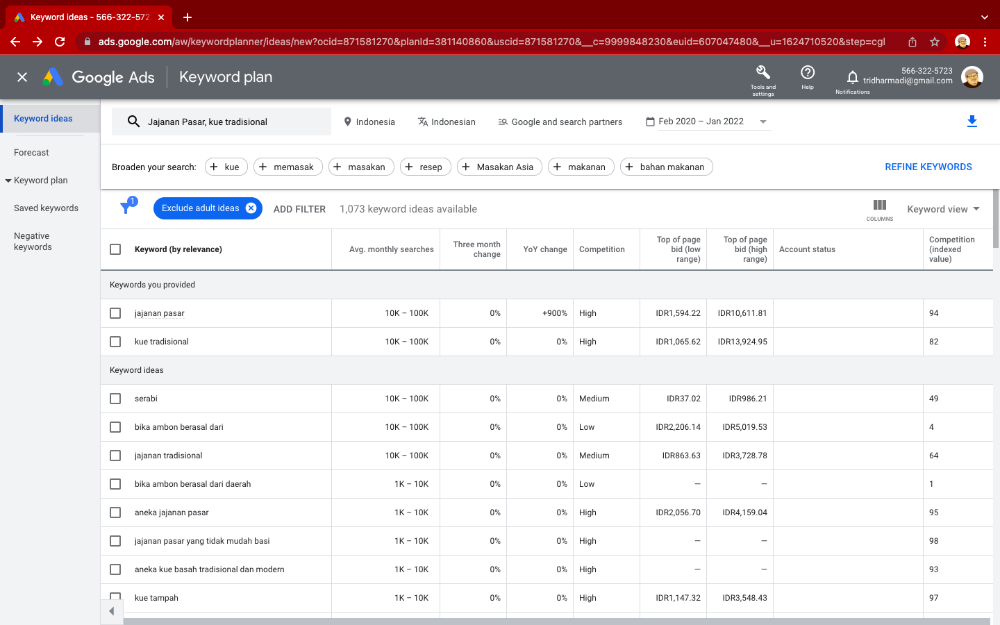 Keyword ideas - 566-322-572
ads.google.com/aw/keywordplanner/ideas/new?ocid=871581270&planId=381140860&uscid=871581270&__c=9999848230&euid=607047480&__u=1624710520&step=cgl
Google Ads
Keyword plan
Tools and
settings
Help
Notifications
566-322-5723
tridharmadi@gmail.com
Keyword ideas
Forecast
Keyword plan
Saved keywords
Negative
keywords
Jajanan Pasar, kue tradisional
Indonesia
Indonesian
Google and search partners
Feb 2020 – Jan 2022
Broaden your search:
kue
memasak
masakan
resep
Masakan Asia
makanan
bahan makanan
REFINE KEYWORDS
1
Exclude adult ideas
ADD FILTER
1,073 keyword ideas available
COLUMNS
Keyword view
Keyword (by relevance)
Avg. monthly searches
Three month
change
YoY change
Competition
Top of page
bid (low
range)
Top of page
bid (high
range)
Account status
Competition
(indexed
value)
Keywords you provided
jajanan pasar 10K – 100K 0% +900% High IDR1,594.22 IDR10,611.81 94
kue tradisional 10K – 100K 0% 0% High IDR1,065.62 IDR13,924.95 82
Keyword ideas
serabi 10K – 100K 0% 0% Medium IDR37.02 IDR986.21 49
bika ambon berasal dari 10K – 100K 0% 0% Low IDR2,206.14 IDR5,019.53 4
jajanan tradisional 10K – 100K 0% 0% Medium IDR863.63 IDR3,728.78 64
bika ambon berasal dari daerah 1K – 10K 0% 0% Low — — 1
aneka jajanan pasar 1K – 10K 0% 0% High IDR2,056.70 IDR4,159.04 95
jajanan pasar yang tidak mudah basi 1K – 10K 0% 0% High — — 98
aneka kue basah tradisional dan modern 1K – 10K 0% 0% High — — 93
kue tampah 1K – 10K 0% 0% High IDR1,147.32 IDR3,548.43 97